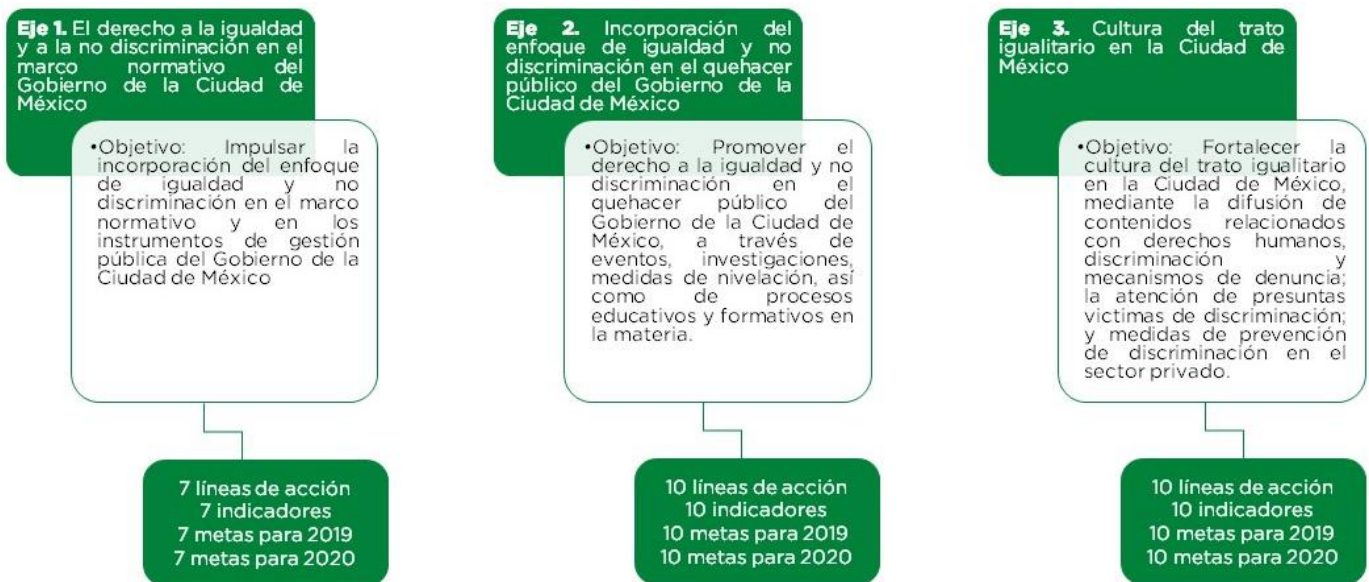 Eje 1. El derecho a la igualdad
y a la no discriminación en el
marco normativo del
Gobierno de la Ciudad de
México
•Objetivo: Impulsar la
incorporación del enfoque
de igualdad y no
discriminación en el marco
normativo y en los
instrumentos de gestión
pública del Gobierno de la
Ciudad de México
7 líneas de acción
7 indicadores
7 metas para 2019
7 metas para 2020
Eje 2. Incorporación del
enfoque de igualdad y no
discriminación en el quehacer
público del Gobierno de la
Ciudad de México
•Objetivo: Promover el
derecho a la igualdad y no
discriminación en el
quehacer público del
Gobierno de la Ciudad de
México, a través de
eventos, investigaciones,
medidas de nivelación, así
como de procesos
educativos y formativos en
la materia.
10 líneas de acción
10 indicadores
10 metas para 2019
10 metas para 2020
Eje 3. Cultura del trato
igualitario en la Ciudad de
México
•Objetivo: Fortalecer la
cultura del trato igualitario
en la Ciudad de México,
mediante la difusión de
contenidos relacionados
con derechos humanos,
discriminación y
mecanismos de denuncia;
la atención de presuntas
victimas de discriminación;
y medidas de prevención
de discriminación en el
sector privado.
10 líneas de acción
10 indicadores
10 metas para 2019
10 metas para 2020